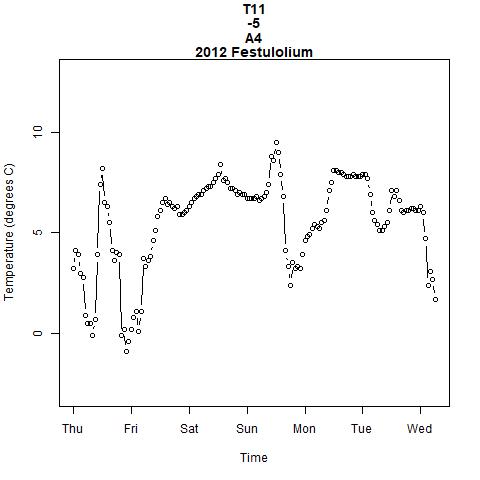 T11
-5
A4
2012 Festulolium
Temperature (degrees C)
10
5
0
Thu Fri Sat Sun Mon Tue Wed
Time